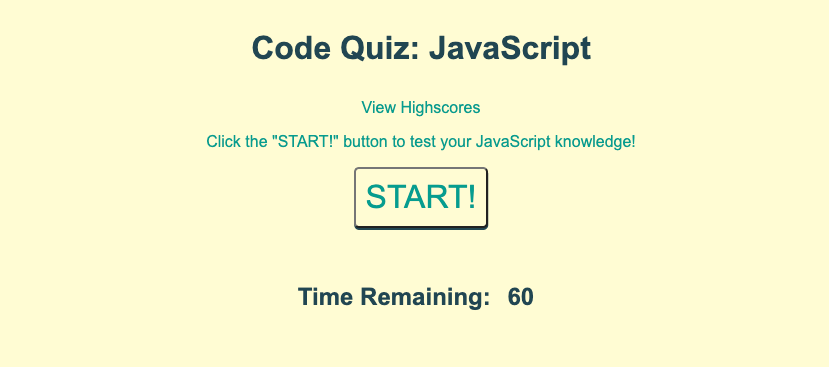 Code Quiz: JavaScript
View Highscores
Click the "START!" button to test your JavaScript knowledge!
START!
Time Remaining: 60